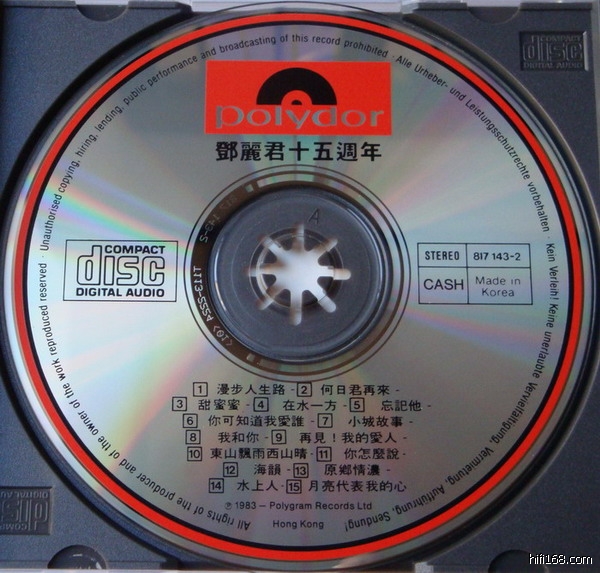 Unauthorised copying, hiring, lending, public performance and broadcasting of this record prohibited · Alle Urheber- und Leistungsschutzrechte vorbehalten · Kein Verleih! Keine unerlaubte Vervielfältigung, Vermietung, Aufführung, Sendung!
All rights of the producer and of the owner of the work reproduced reserved ·
COMPACT
disc
DIGITAL AUDIO
polydor
鄧麗君十五週年
COMPACT
disc
DIGITAL AUDIO
STEREO 817 143-2
CASH Made in Korea
1 漫步人生路 - 2 何日君再來 -
3 甜蜜蜜 - 4 在水一方 - 5 忘記他 -
6 你可知道我愛誰 - 7 小城故事 -
8 我和你 - 9 再見!我的愛人 -
10 東山飄雨西山晴 - 11 你怎麼說 -
12 海韻 - 13 原鄉情濃 -
14 水上人 - 15 月亮代表我的心
℗ 1983 – Polygram Records Ltd
Hong Kong
hifi168.com